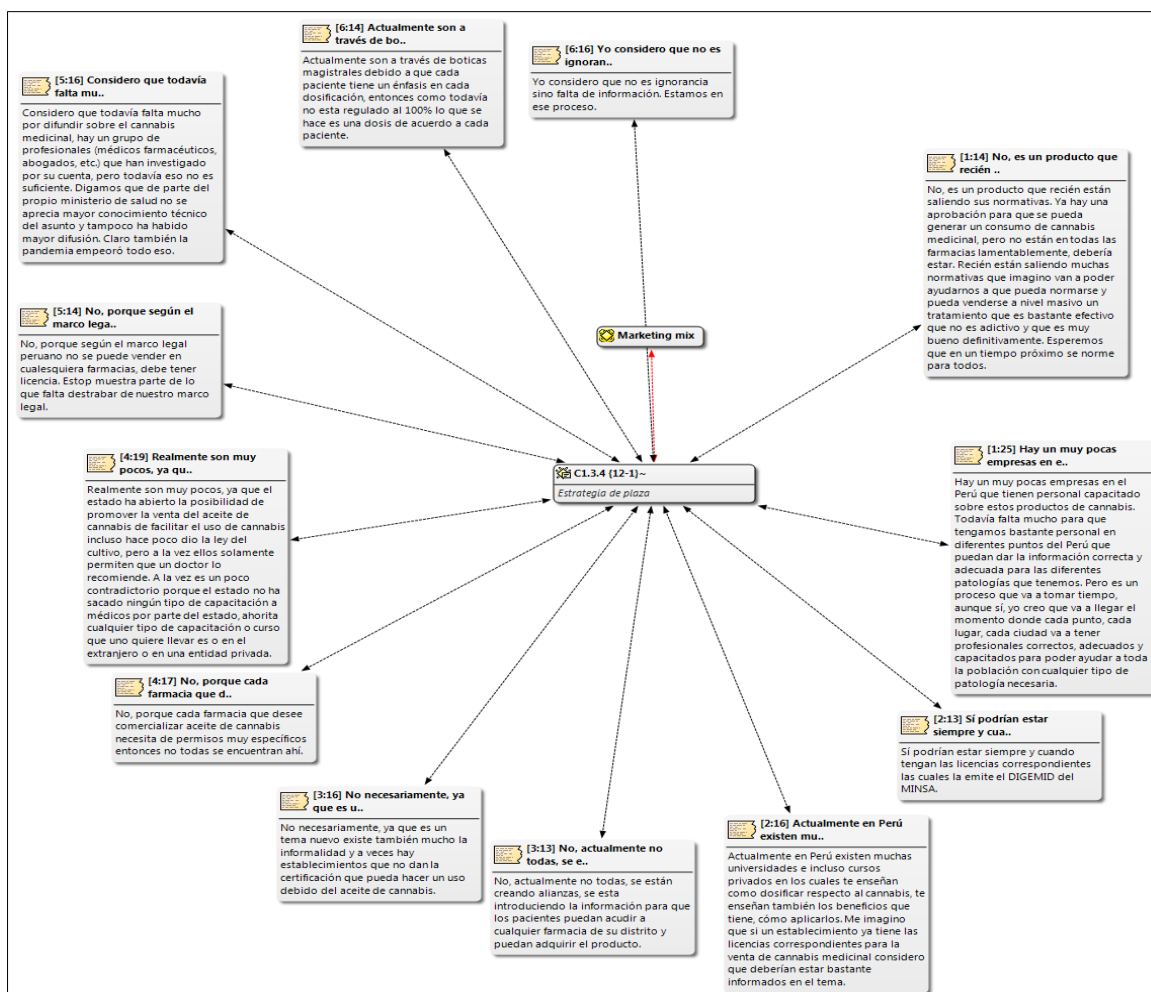 [6:14] Actualmente son a
través de bo..
Actualmente son a través de boticas
magistrales debido a que cada
paciente tiene un énfasis en cada
dosificación, entonces como todavía
no esta regulado al 100% lo que se
hace es una dosis de acuerdo a cada
paciente.
[6:16] Yo considero que no es
ignoran..
Yo considero que no es ignorancia
sino falta de información. Estamos en
ese proceso.
[5:16] Considero que todavía
falta mu..
Considero que todavía falta mucho
por difundir sobre el cannabis
medicinal, hay un grupo de
profesionales (médicos farmacéuticos,
abogados, etc.) que han investigado
por su cuenta, pero todavía eso no es
suficiente. Digamos que de parte del
propio ministerio de salud no se
aprecia mayor conocimiento técnico
del asunto y tampoco ha habido
mayor difusión. Claro también la
pandemia empeoró todo eso.
[1:14] No, es un producto que
recién ..
No, es un producto que recién están
saliendo sus normativas. Ya hay una
aprobación para que se pueda
generar un consumo de cannabis
medicinal, pero no están en todas las
farmacias lamentablemente, debería
estar. Recién están saliendo muchas
normativas que imagino van a poder
ayudarnos a que pueda normarse y
pueda venderse a nivel masivo un
tratamiento que es bastante efectivo
que no es adictivo y que es muy
bueno definitivamente. Esperemos
que en un tiempo próximo se norme
para todos.
[5:14] No, porque según el
marco lega..
No, porque según el marco legal
peruano no se puede vender en
cualesquiera farmacias, debe tener
licencia. Estop muestra parte de lo
que falta destrabar de nuestro marco
legal.
Marketing mix
C1.3.4 {12-1}~
Estrategia de plaza
[4:19] Realmente son muy
pocos, ya qu..
Realmente son muy pocos, ya que el
estado ha abierto la posibilidad de
promover la venta del aceite de
cannabis de facilitar el uso de cannabis
incluso hace poco dio la ley del
cultivo, pero a la vez ellos solamente
permiten que un doctor lo
recomiende. A la vez es un poco
contradictorio porque el estado no ha
sacado ningún tipo de capacitación a
médicos por parte del estado, ahorita
cualquier tipo de capacitación o curso
que uno quiere llevar es o en el
extranjero o en una entidad privada.
[1:25] Hay un muy pocas
empresas en e..
Hay un muy pocas empresas en el
Perú que tienen personal capacitado
sobre estos productos de cannabis.
Todavía falta mucho para que
tengamos bastante personal en
diferentes puntos del Perú que
puedan dar la información correcta y
adecuada para las diferentes
patologías que tenemos. Pero es un
proceso que va a tomar tiempo,
aunque sí, yo creo que va a llegar el
momento donde cada punto, cada
lugar, cada ciudad va a tener
profesionales correctos, adecuados y
capacitados para poder ayudar a toda
la población con cualquier tipo de
patología necesaria.
[4:17] No, porque cada
farmacia que d..
No, porque cada farmacia que desee
comercializar aceite de cannabis
necesita de permisos muy específicos
entonces no todas se encuentran ahí.
[2:13] Sí podrían estar
siempre y cua..
Sí podrían estar siempre y cuando
tengan las licencias correspondientes
las cuales la emite el DIGEMID del
MINSA.
[3:16] No necesariamente, ya
que es u..
No necesariamente, ya que es un
tema nuevo existe también mucho la
informalidad y a veces hay
establecimientos que no dan la
certificación que pueda hacer un uso
debido del aceite de cannabis.
[3:13] No, actualmente no
todas, se e..
No, actualmente no todas, se están
creando alianzas, se esta
introduciendo la información para que
los pacientes puedan acudir a
cualquier farmacia de su distrito y
puedan adquirir el producto.
[2:16] Actualmente en Perú
existen mu..
Actualmente en Perú existen muchas
universidades e incluso cursos
privados en los cuales te enseñan
como dosificar respecto al cannabis, te
enseñan también los beneficios que
tiene, cómo aplicarlos. Me imagino
que si un establecimiento ya tiene las
licencias correspondientes para la
venta de cannabis medicinal considero
que deberían estar bastante
informados en el tema.